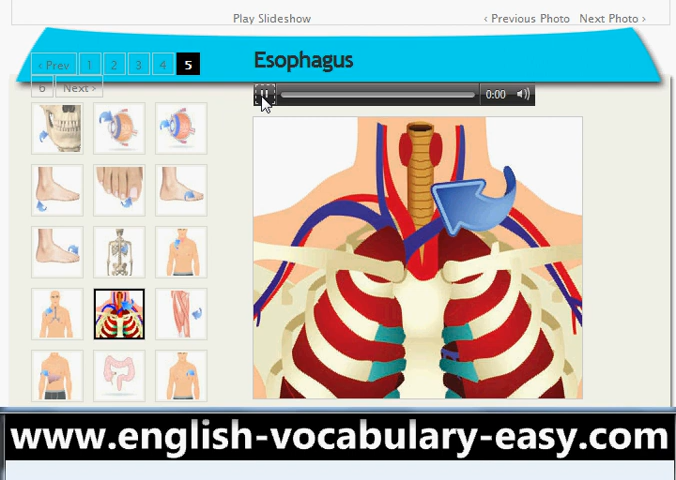 Play Slideshow
‹ Previous Photo Next Photo ›
‹ Prev 1 2 3 4 5
6 Next ›
Esophagus
0:00
www.english-vocabulary-easy.com